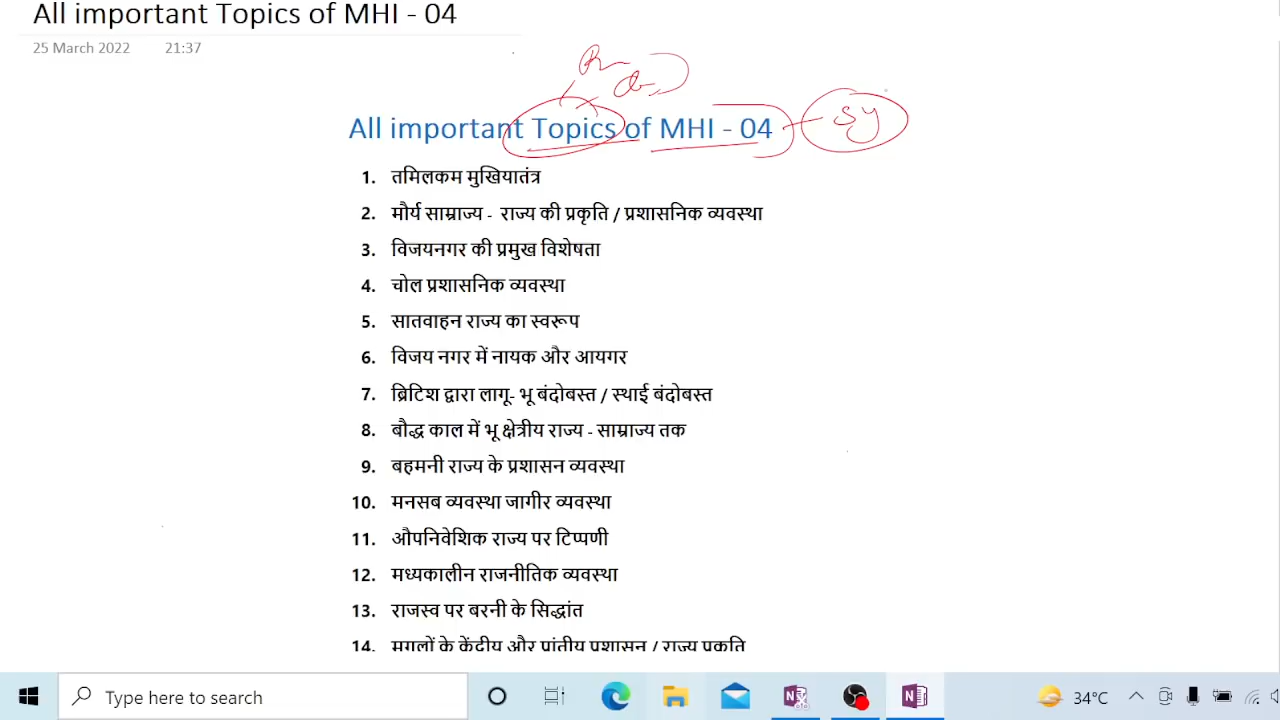 All important Topics of MHI - 04
25 March 2022 21:37
All important Topics of MHI - 04
sy
1. तमिलकम मुखियातंत्र
2. मौर्य साम्राज्य - राज्य की प्रकृति / प्रशासनिक व्यवस्था
3. विजयनगर की प्रमुख विशेषता
4. चोल प्रशासनिक व्यवस्था
5. सातवाहन राज्य का स्वरूप
6. विजय नगर में नायक और आयगर
7. ब्रिटिश द्वारा लागू- भू बंदोबस्त / स्थाई बंदोबस्त
8. बौद्ध काल में भू क्षेत्रीय राज्य - साम्राज्य तक
9. बहमनी राज्य के प्रशासन व्यवस्था
10. मनसब व्यवस्था जागीर व्यवस्था
11. औपनिवेशिक राज्य पर टिप्पणी
12. मध्यकालीन राजनीतिक व्यवस्था
13. राजस्व पर बरनी के सिद्धांत
14. मुगलों के केंद्रीय और प्रांतीय प्रशासन / राज्य प्रकृति
Type here to search
34°C